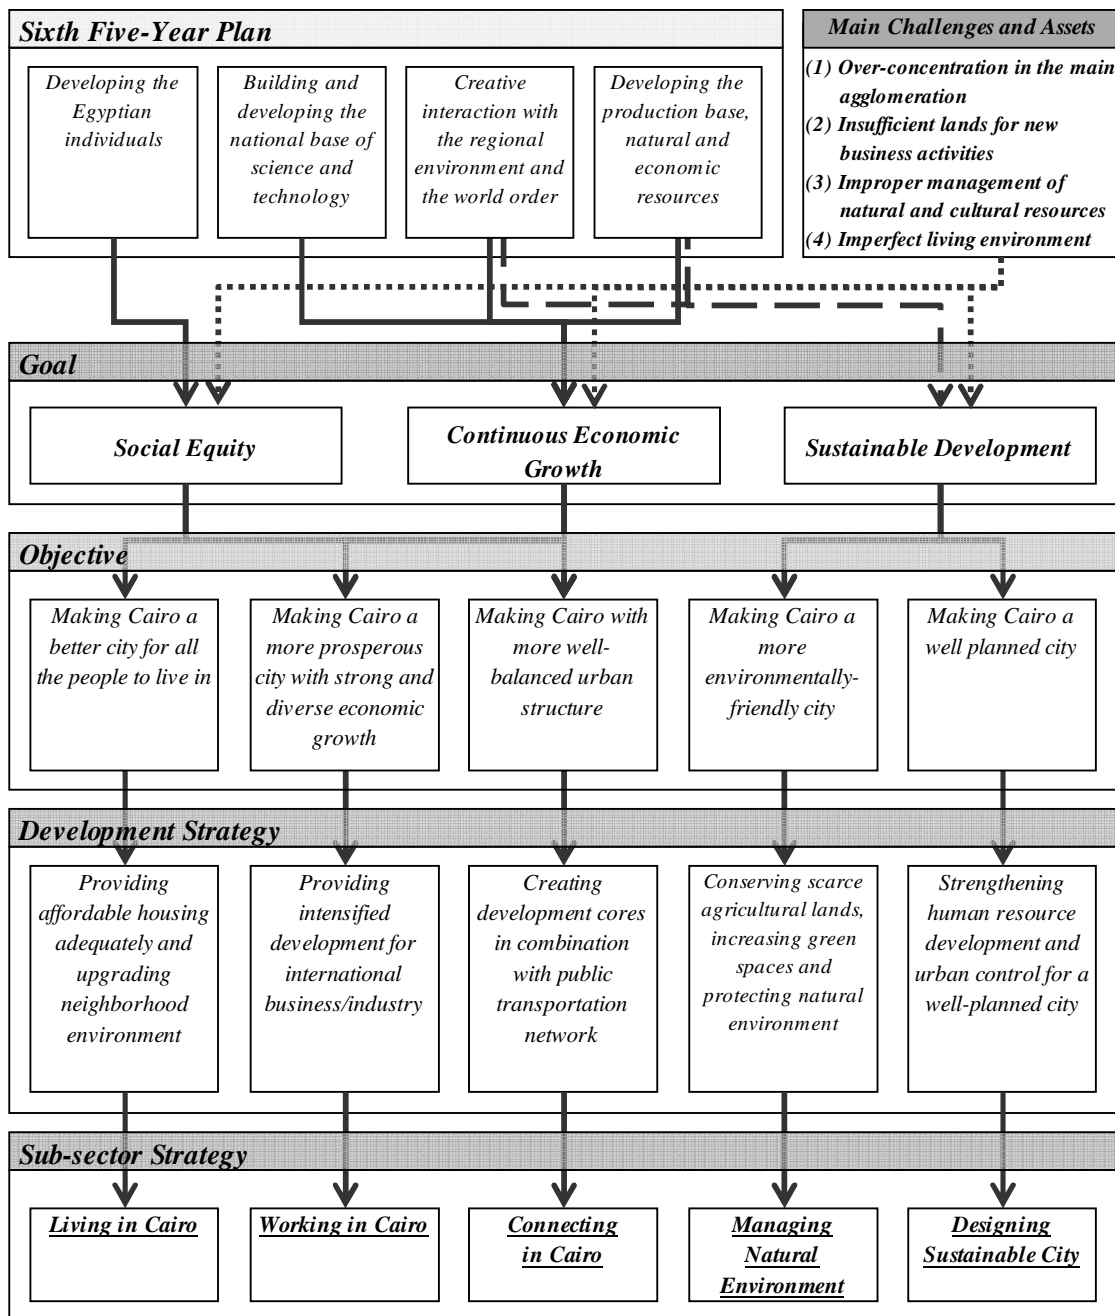 Sixth Five-Year Plan
Developing the
Egyptian
individuals
Building and
developing the
national base of
science and
technology
Creative
interaction with
the regional
environment and
the world order
Developing the
production base,
natural and
economic
resources
Main Challenges and Assets
(1) Over-concentration in the main
agglomeration
(2) Insufficient lands for new
business activities
(3) Improper management of
natural and cultural resources
(4) Imperfect living environment
Goal
Social Equity
Continuous Economic
Growth
Sustainable Development
Objective
Making Cairo a
better city for all
the people to live in
Making Cairo a
more prosperous
city with strong and
diverse economic
growth
Making Cairo with
more well-
balanced urban
structure
Making Cairo a
more
environmentally-
friendly city
Making Cairo a
well planned city
Development Strategy
Providing
affordable housing
adequately and
upgrading
neighborhood
environment
Providing
intensified
development for
international
business/industry
Creating
development cores
in combination
with public
transportation
network
Conserving scarce
agricultural lands,
increasing green
spaces and
protecting natural
environment
Strengthening
human resource
development and
urban control for a
well-planned city
Sub-sector Strategy
Living in Cairo
Working in Cairo
Connecting
in Cairo
Managing
Natural
Environment
Designing
Sustainable City